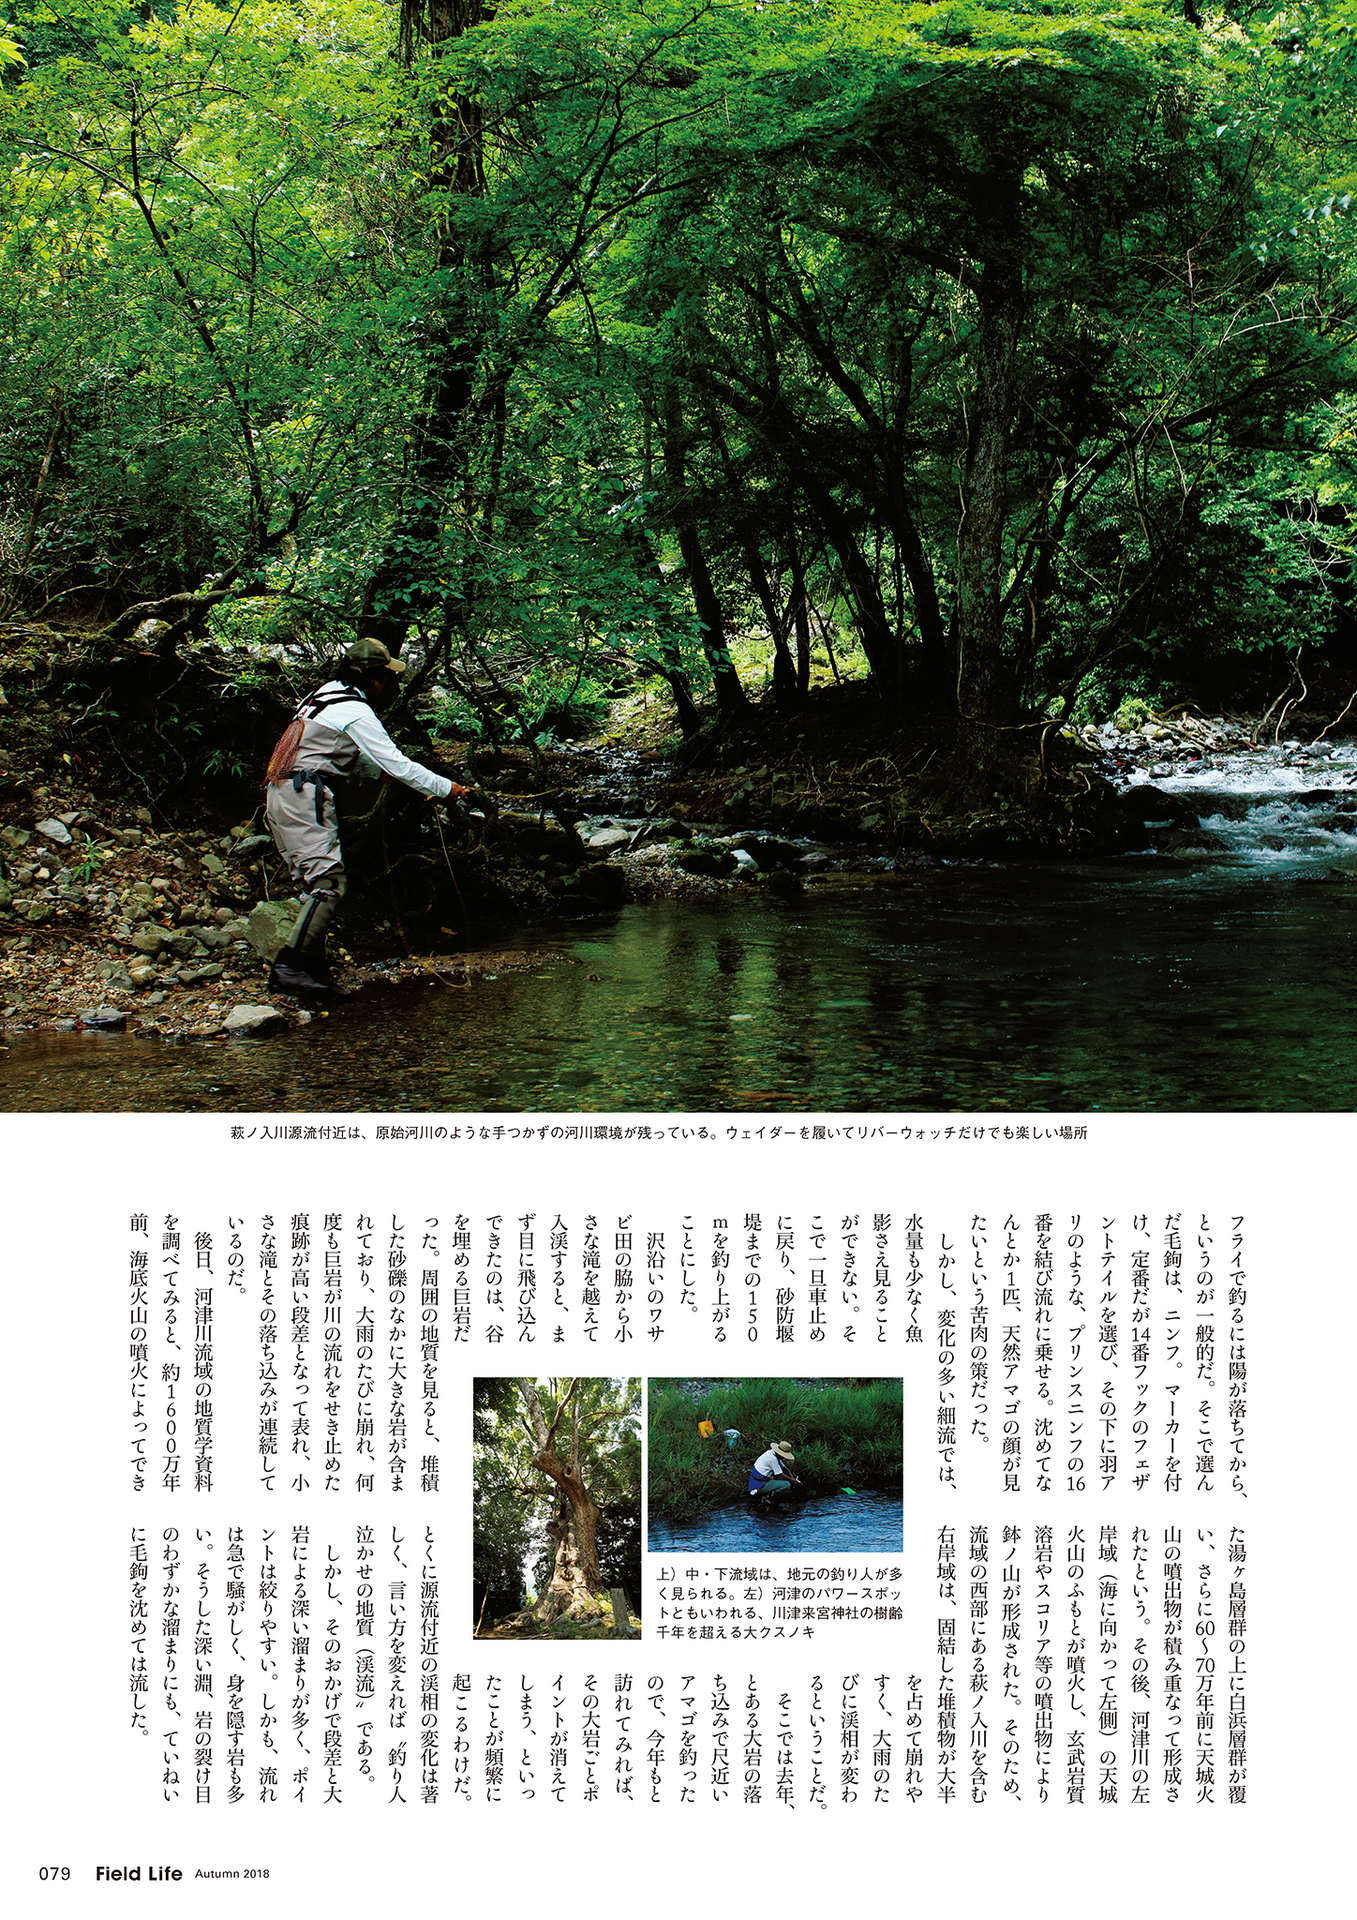 萩ノ入川源流付近は、原始河川のような手つかずの河川環境が残っている。ウェイダーを履いてリバーウォッチだけでも楽しい場所
フライで釣るには陽が落ちてから、
というのが一般的だ。そこで選ん
だ毛鉤は、ニンフ。マーカーを付
け、定番だが14番フックのフェザ
ントテイルを選び、その下に羽ア
リのような、プリンスニンフの16
番を結び流れに乗せる。沈めてな
んとか1匹、天然アマゴの顔が見
たいという苦肉の策だった。
しかし、変化の多い細流では、
水量も少なく魚
影さえ見ること
ができない。そ
こで一旦車止め
に戻り、砂防堰
堤までの150
mを釣り上がる
ことにした。
沢沿いのワサ
ビ田の脇から小
さな滝を越えて
入渓すると、ま
ず目に飛び込ん
できたのは、谷
を埋める巨岩だ
った。周囲の地質を見ると、堆積
した砂礫のなかに大きな岩が含ま
れており、大雨のたびに崩れ、何
度も巨岩が川の流れをせき止めた
痕跡が高い段差となって表れ、小
さな滝とその落ち込みが連続して
いるのだ。
後日、河津川流域の地質学資料
を調べてみると、約1600万年
前、海底火山の噴火によってでき
た湯ヶ島層群の上に白浜層群が覆
い、さらに60〜70万年前に天城火
山の噴出物が積み重なって形成さ
れたという。その後、河津川の左
岸域（海に向かって左側）の天城
火山のふもとが噴火し、玄武岩質
溶岩やスコリア等の噴出物により
鉢ノ山が形成された。そのため、
流域の西部にある萩ノ入川を含む
右岸域は、固結した堆積物が大半
を占めて崩れや
すく、大雨のた
びに渓相が変わ
るということだ。
そこでは去年、
とある大岩の落
ち込みで尺近い
アマゴを釣った
ので、今年もと
訪れてみれば、
その大岩ごとポ
イントが消えて
しまう、といっ
たことが頻繁に
起こるわけだ。
とくに源流付近の渓相の変化は著
しく、言い方を変えれば〝釣り人
泣かせの地質（渓流）〟である。
しかし、そのおかげで段差と大
岩による深い溜まりが多く、ポイ
ントは絞りやすい。しかも、流れ
は急で騒がしく、身を隠す岩も多
い。そうした深い淵、岩の裂け目
のわずかな溜まりにも、ていねい
に毛鉤を沈めては流した。
上）中・下流域は、地元の釣り人が多
く見られる。左）河津のパワースポッ
トともいわれる、川津来宮神社の樹齢
千年を超える大クスノキ
079 Field Life Autumn 2018